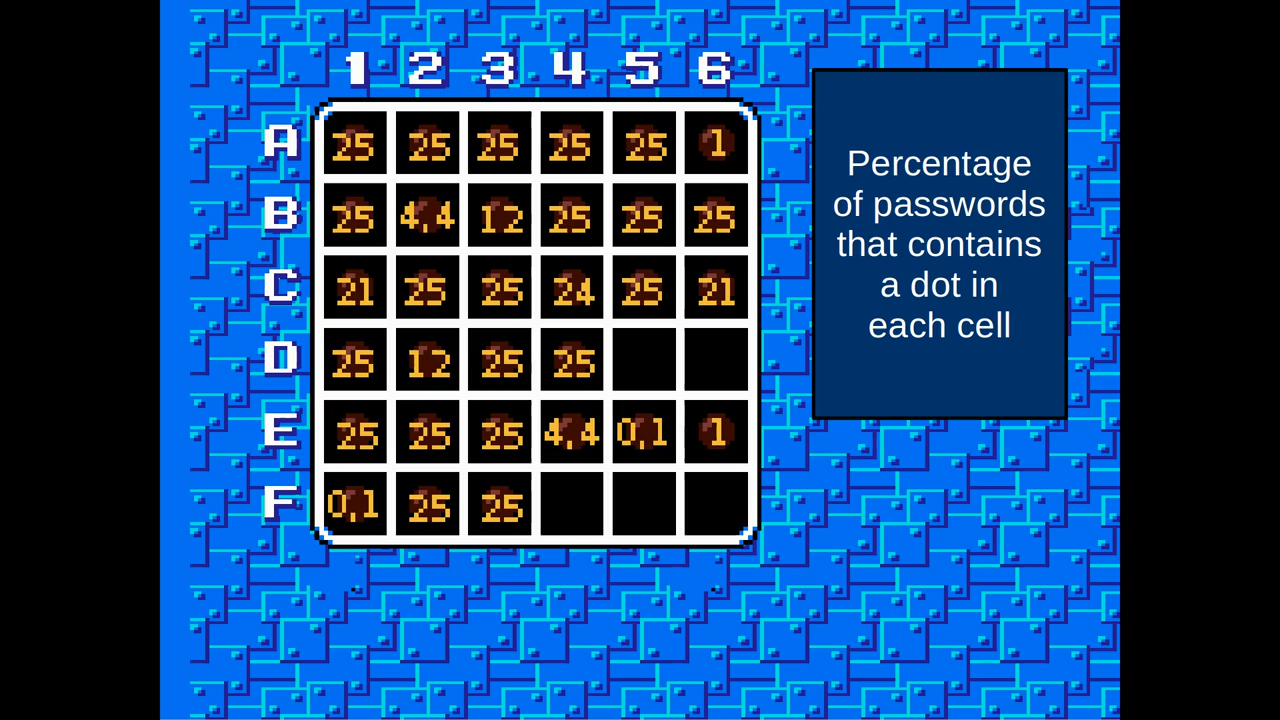 1 2 3 4 5 6
A 25 25 25 25 25 1
B 25 4,4 12 25 25 25
C 21 25 25 24 25 21
D 25 12 25 25
E 25 25 25 4,4 0,1 1
F 0,1 25 25
Percentage
of passwords
that contains
a dot in
each cell